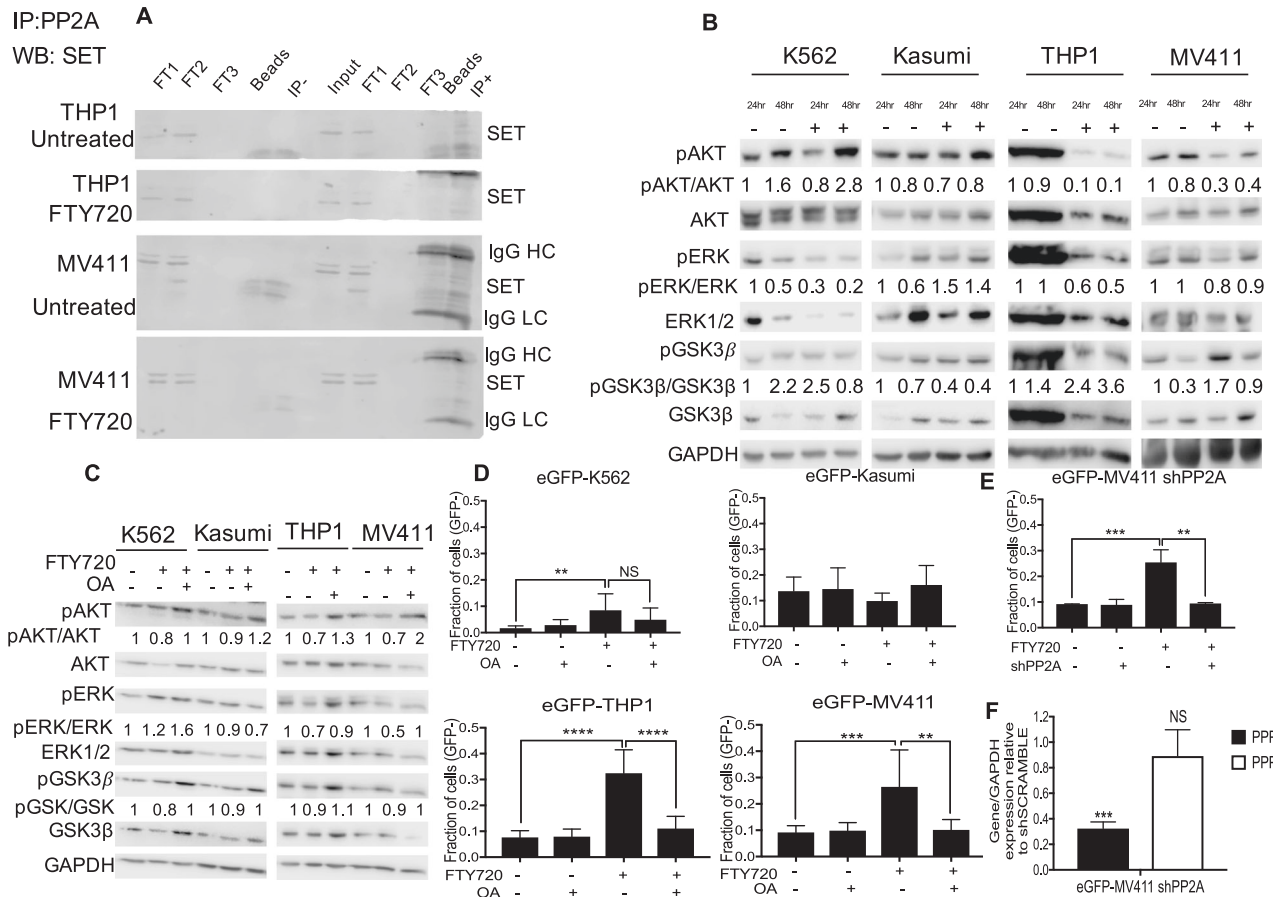 IP:PP2A
WB: SET
A
FT1 FT2 FT3 Beads IP- Input FT1 FT2 FT3 Beads IP+
THP1
Untreated
SET
THP1
FTY720
SET
MV411
Untreated
IgG HC
SET
IgG LC
MV411
FTY720
IgG HC
SET
IgG LC
B
K562 Kasumi THP1 MV411
24hr 48hr 24hr 48hr 24hr 48hr 24hr 48hr 24hr 48hr 24hr 48hr 24hr 48hr 24hr 48hr
- - + + - - + + - - + + - - + +
pAKT
pAKT/AKT 1 1.6 0.8 2.8 1 0.8 0.7 0.8 1 0.9 0.1 0.1 1 0.8 0.3 0.4
AKT
pERK
pERK/ERK 1 0.5 0.3 0.2 1 0.6 1.5 1.4 1 1 0.6 0.5 1 1 0.8 0.9
ERK1/2
pGSK3β
pGSK3β/GSK3β 1 2.2 2.5 0.8 1 0.7 0.4 0.4 1 1.4 2.4 3.6 1 0.3 1.7 0.9
GSK3β
GAPDH
C
K562 Kasumi THP1 MV411
FTY720 - + + - + + - + + - + +
OA - - + - - + - - + - - +
pAKT
pAKT/AKT 1 0.8 1 1 0.9 1.2 1 0.7 1.3 1 0.7 2
AKT
pERK
pERK/ERK 1 1.2 1.6 1 0.9 0.7 1 0.7 0.9 1 0.5 1
ERK1/2
pGSK3β
pGSK/GSK 1 0.8 1 1 0.9 1 1 0.9 1.1 1 0.9 1
GSK3β
GAPDH
D
eGFP-K562
Fraction of cells (GFP-
0.5
0.4
0.3
0.2
0.1
0.0
** NS
FTY720 - - + +
OA - + - +
eGFP-Kasumi
Fraction of cells (GFP-
0.5
0.4
0.3
0.2
0.1
0.0
FTY720 - - + +
OA - + - +
eGFP-THP1
Fraction of cells (GFP-
0.5
0.4
0.3
0.2
0.1
0.0
**** ****
FTY720 - - + +
OA - + - +
eGFP-MV411
Fraction of cells (GFP-
0.5
0.4
0.3
0.2
0.1
0.0
*** **
FTY720 - - + +
OA - + - +
E
eGFP-MV411 shPP2A
Fraction of cells (GFP-
0.5
0.4
0.3
0.2
0.1
0.0
*** **
FTY720 - - + +
shPP2A - + - +
F
Gene/GAPDH
expression relative
to shSCRAMBLE
1.2
1.0
0.8
0.6
0.4
0.2
0.0
*** NS
eGFP-MV411 shPP2A